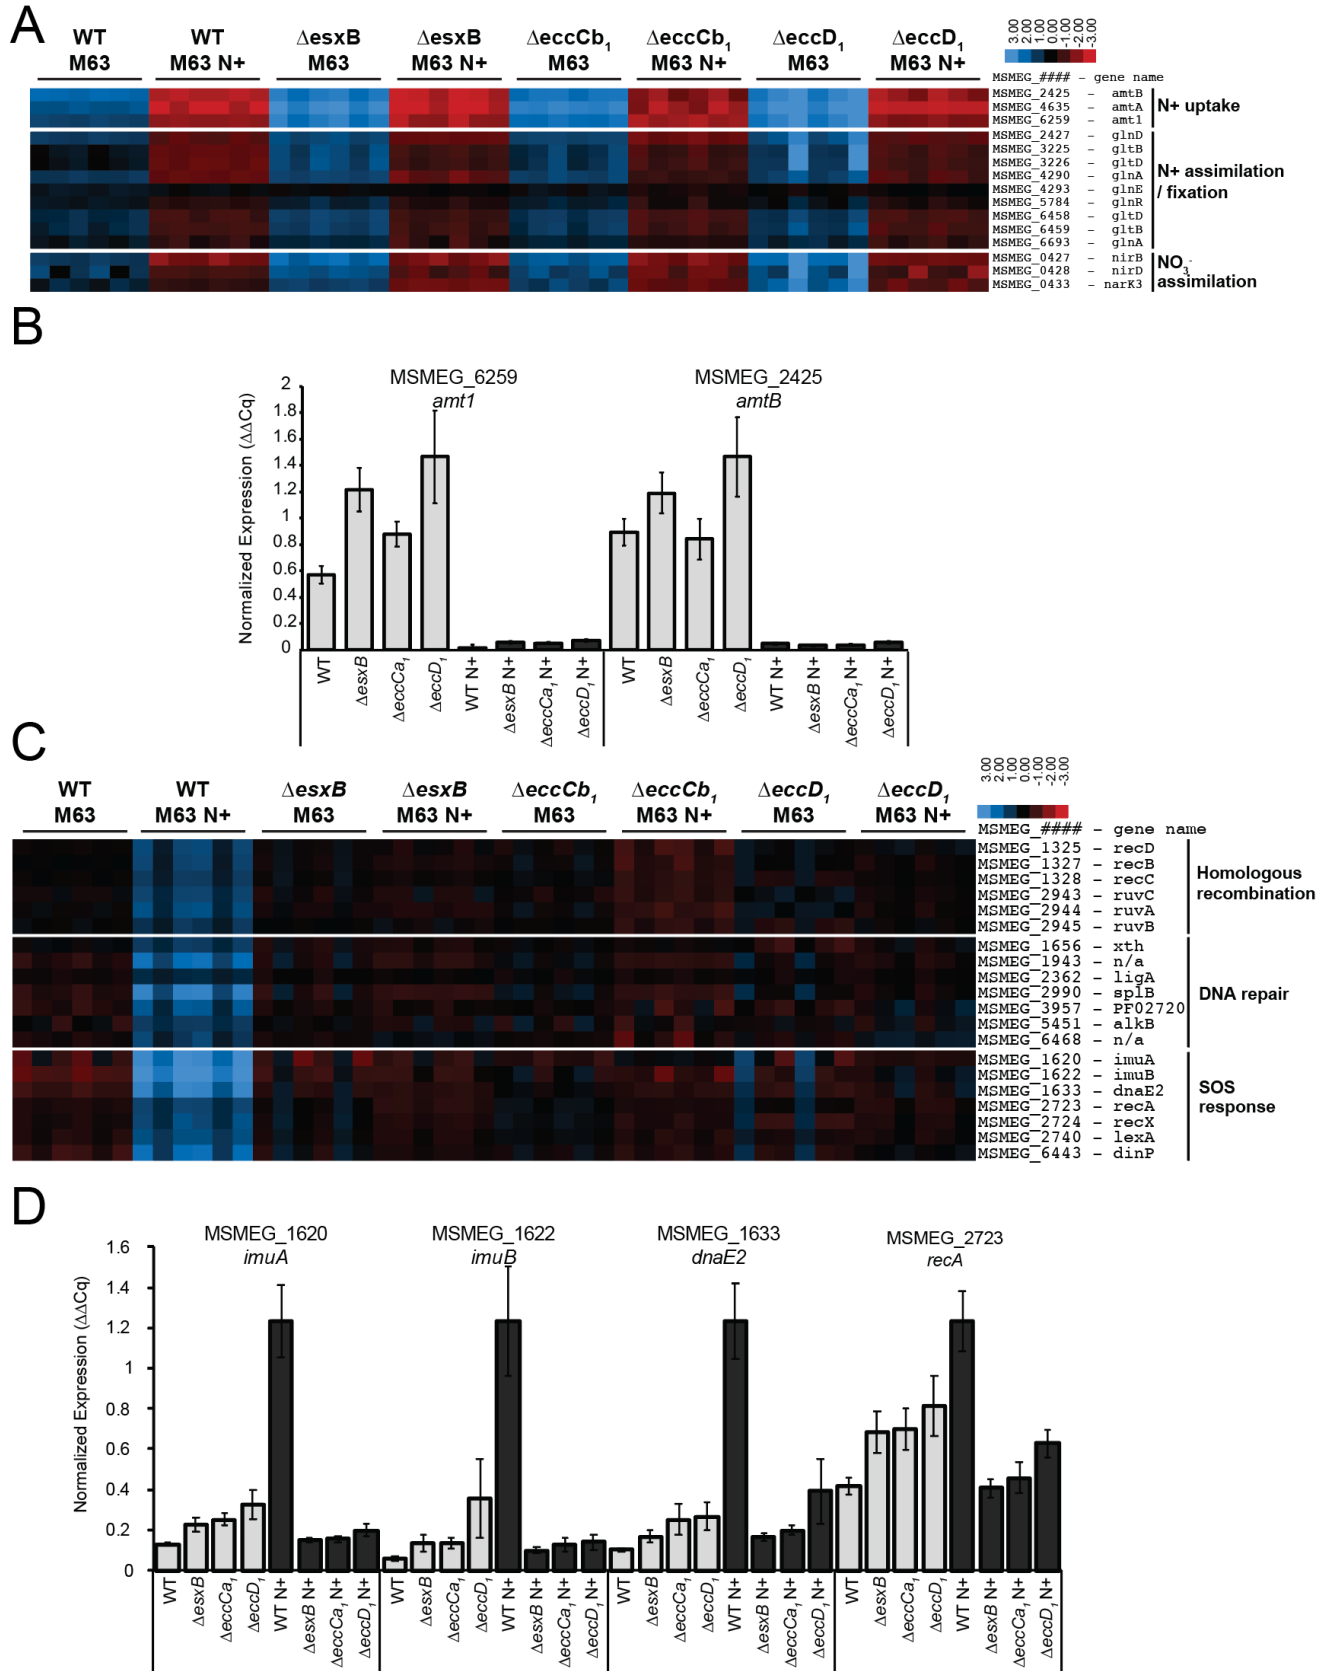 A
WT M63
WT M63 N+
ΔesxB M63
ΔesxB M63 N+
ΔeccCb1 M63
ΔeccCb1 M63 N+
ΔeccD1 M63
ΔeccD1 M63 N+
3.00 2.00 1.00 0.00 -1.00 -2.00 -3.00
MSMEG_#### – gene name
MSMEG_2425 – amtB
MSMEG_4635 – amtA
MSMEG_6259 – amt1
N+ uptake
MSMEG_2427 – glnD
MSMEG_3225 – gltB
MSMEG_3226 – gltD
MSMEG_4290 – glnA
MSMEG_4293 – glnE
MSMEG_5784 – glnR
MSMEG_6458 – gltD
MSMEG_6459 – gltB
MSMEG_6693 – glnA
N+ assimilation
/ fixation
MSMEG_0427 – nirB
MSMEG_0428 – nirD
MSMEG_0433 – narK3
NO3-
assimilation
B
Normalized Expression (ΔΔCq)
2
1.8
1.6
1.4
1.2
1
0.8
0.6
0.4
0.2
0
MSMEG_6259
amt1
MSMEG_2425
amtB
WT ΔesxB ΔeccCa1 ΔeccD1 WT N+ ΔesxB N+ ΔeccCa1 N+ ΔeccD1 N+
WT ΔesxB ΔeccCa1 ΔeccD1 WT N+ ΔesxB N+ ΔeccCa1 N+ ΔeccD1 N+
C
WT M63
WT M63 N+
ΔesxB M63
ΔesxB M63 N+
ΔeccCb1 M63
ΔeccCb1 M63 N+
ΔeccD1 M63
ΔeccD1 M63 N+
3.00 2.00 1.00 0.00 -1.00 -2.00 -3.00
MSMEG_#### – gene name
MSMEG_1325 – recD
MSMEG_1327 – recB
MSMEG_1328 – recC
MSMEG_2943 – ruvC
MSMEG_2944 – ruvA
MSMEG_2945 – ruvB
Homologous
recombination
MSMEG_1656 – xth
MSMEG_1943 – n/a
MSMEG_2362 – ligA
MSMEG_2990 – splB
MSMEG_3957 – PF02720
MSMEG_5451 – alkB
MSMEG_6468 – n/a
DNA repair
MSMEG_1620 – imuA
MSMEG_1622 – imuB
MSMEG_1633 – dnaE2
MSMEG_2723 – recA
MSMEG_2724 – recX
MSMEG_2740 – lexA
MSMEG_6443 – dinP
SOS
response
D
Normalized Expression (ΔΔCq)
1.6
1.4
1.2
1
0.8
0.6
0.4
0.2
0
MSMEG_1620
imuA
MSMEG_1622
imuB
MSMEG_1633
dnaE2
MSMEG_2723
recA
WT ΔesxB ΔeccCa1 ΔeccD1 WT N+ ΔesxB N+ ΔeccCa1 N+ ΔeccD1 N+
WT ΔesxB ΔeccCa1 ΔeccD1 WT N+ ΔesxB N+ ΔeccCa1 N+ ΔeccD1 N+
WT ΔesxB ΔeccCa1 ΔeccD1 WT N+ ΔesxB N+ ΔeccCa1 N+ ΔeccD1 N+
WT ΔesxB ΔeccCa1 ΔeccD1 WT N+ ΔesxB N+ ΔeccCa1 N+ ΔeccD1 N+